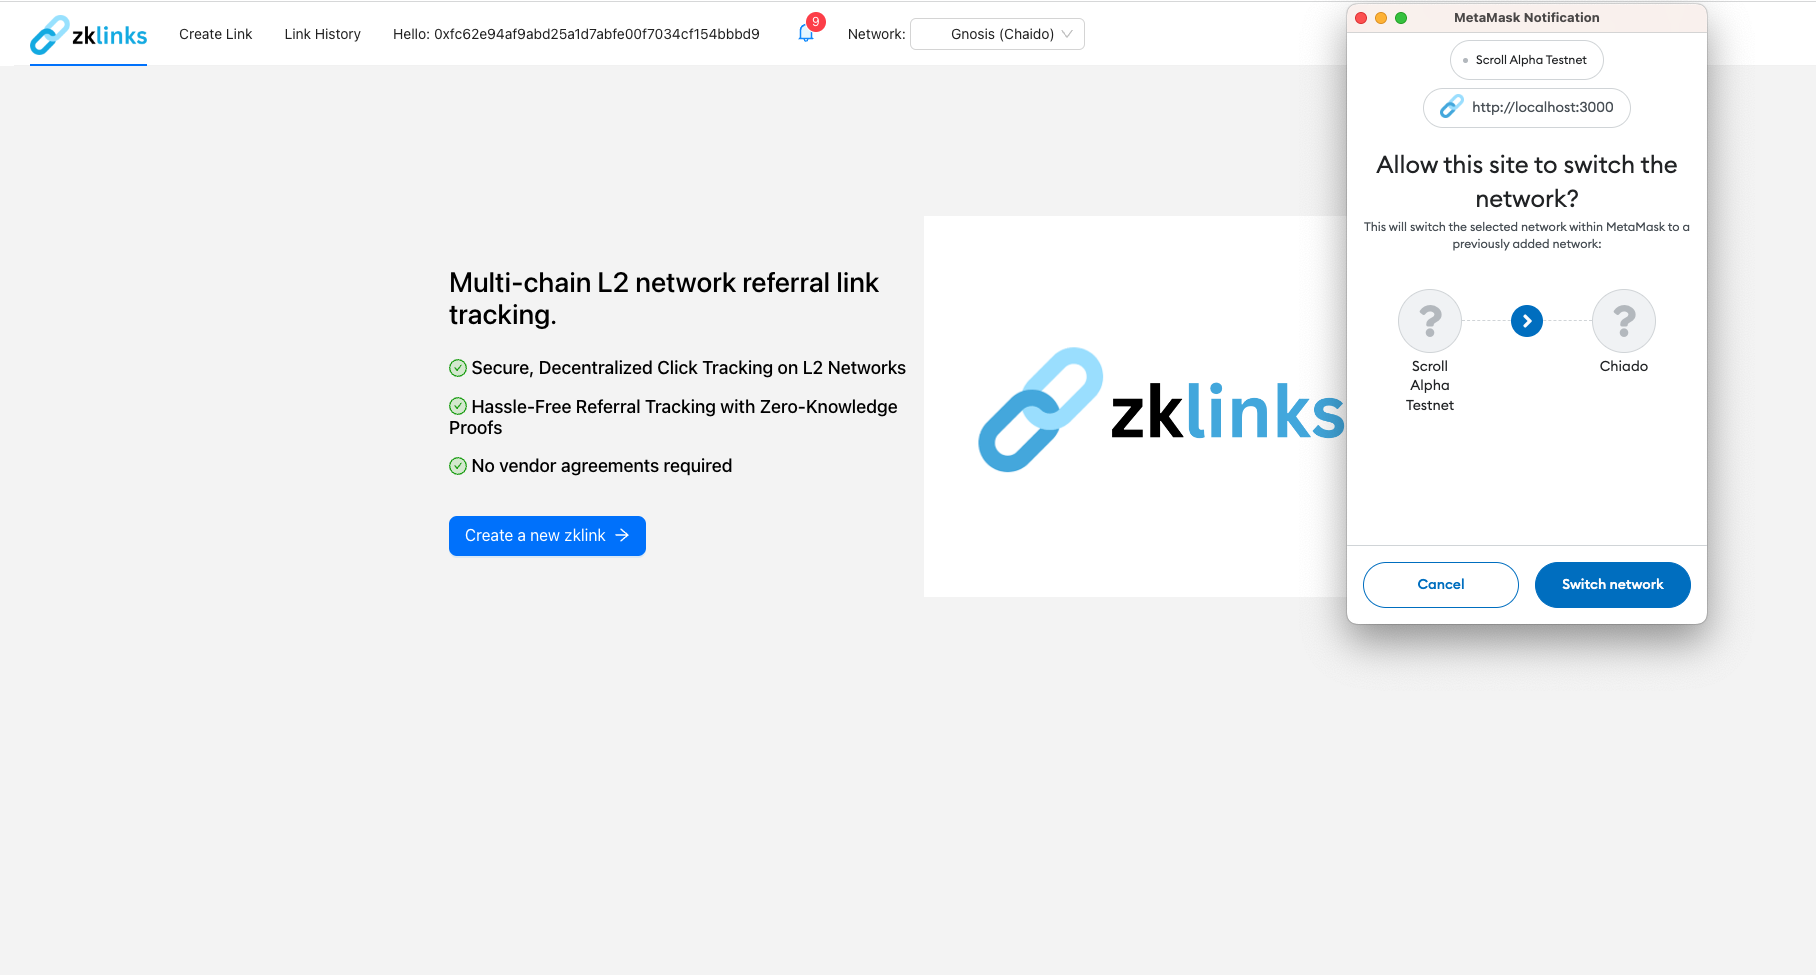 zklinks
Create Link
Link History
Hello: 0xfc62e94af9abd25a1d7abfe00f7034cf154bbbd9
9
Network:
Gnosis (Chaido)
Multi-chain L2 network referral link
tracking.
Secure, Decentralized Click Tracking on L2 Networks
Hassle-Free Referral Tracking with Zero-Knowledge
Proofs
No vendor agreements required
Create a new zklink
zklinks
MetaMask Notification
Scroll Alpha Testnet
http://localhost:3000
Allow this site to switch the
network?
This will switch the selected network within MetaMask to a
previously added network:
?
?
Scroll
Alpha
Testnet
Chiado
Cancel
Switch network